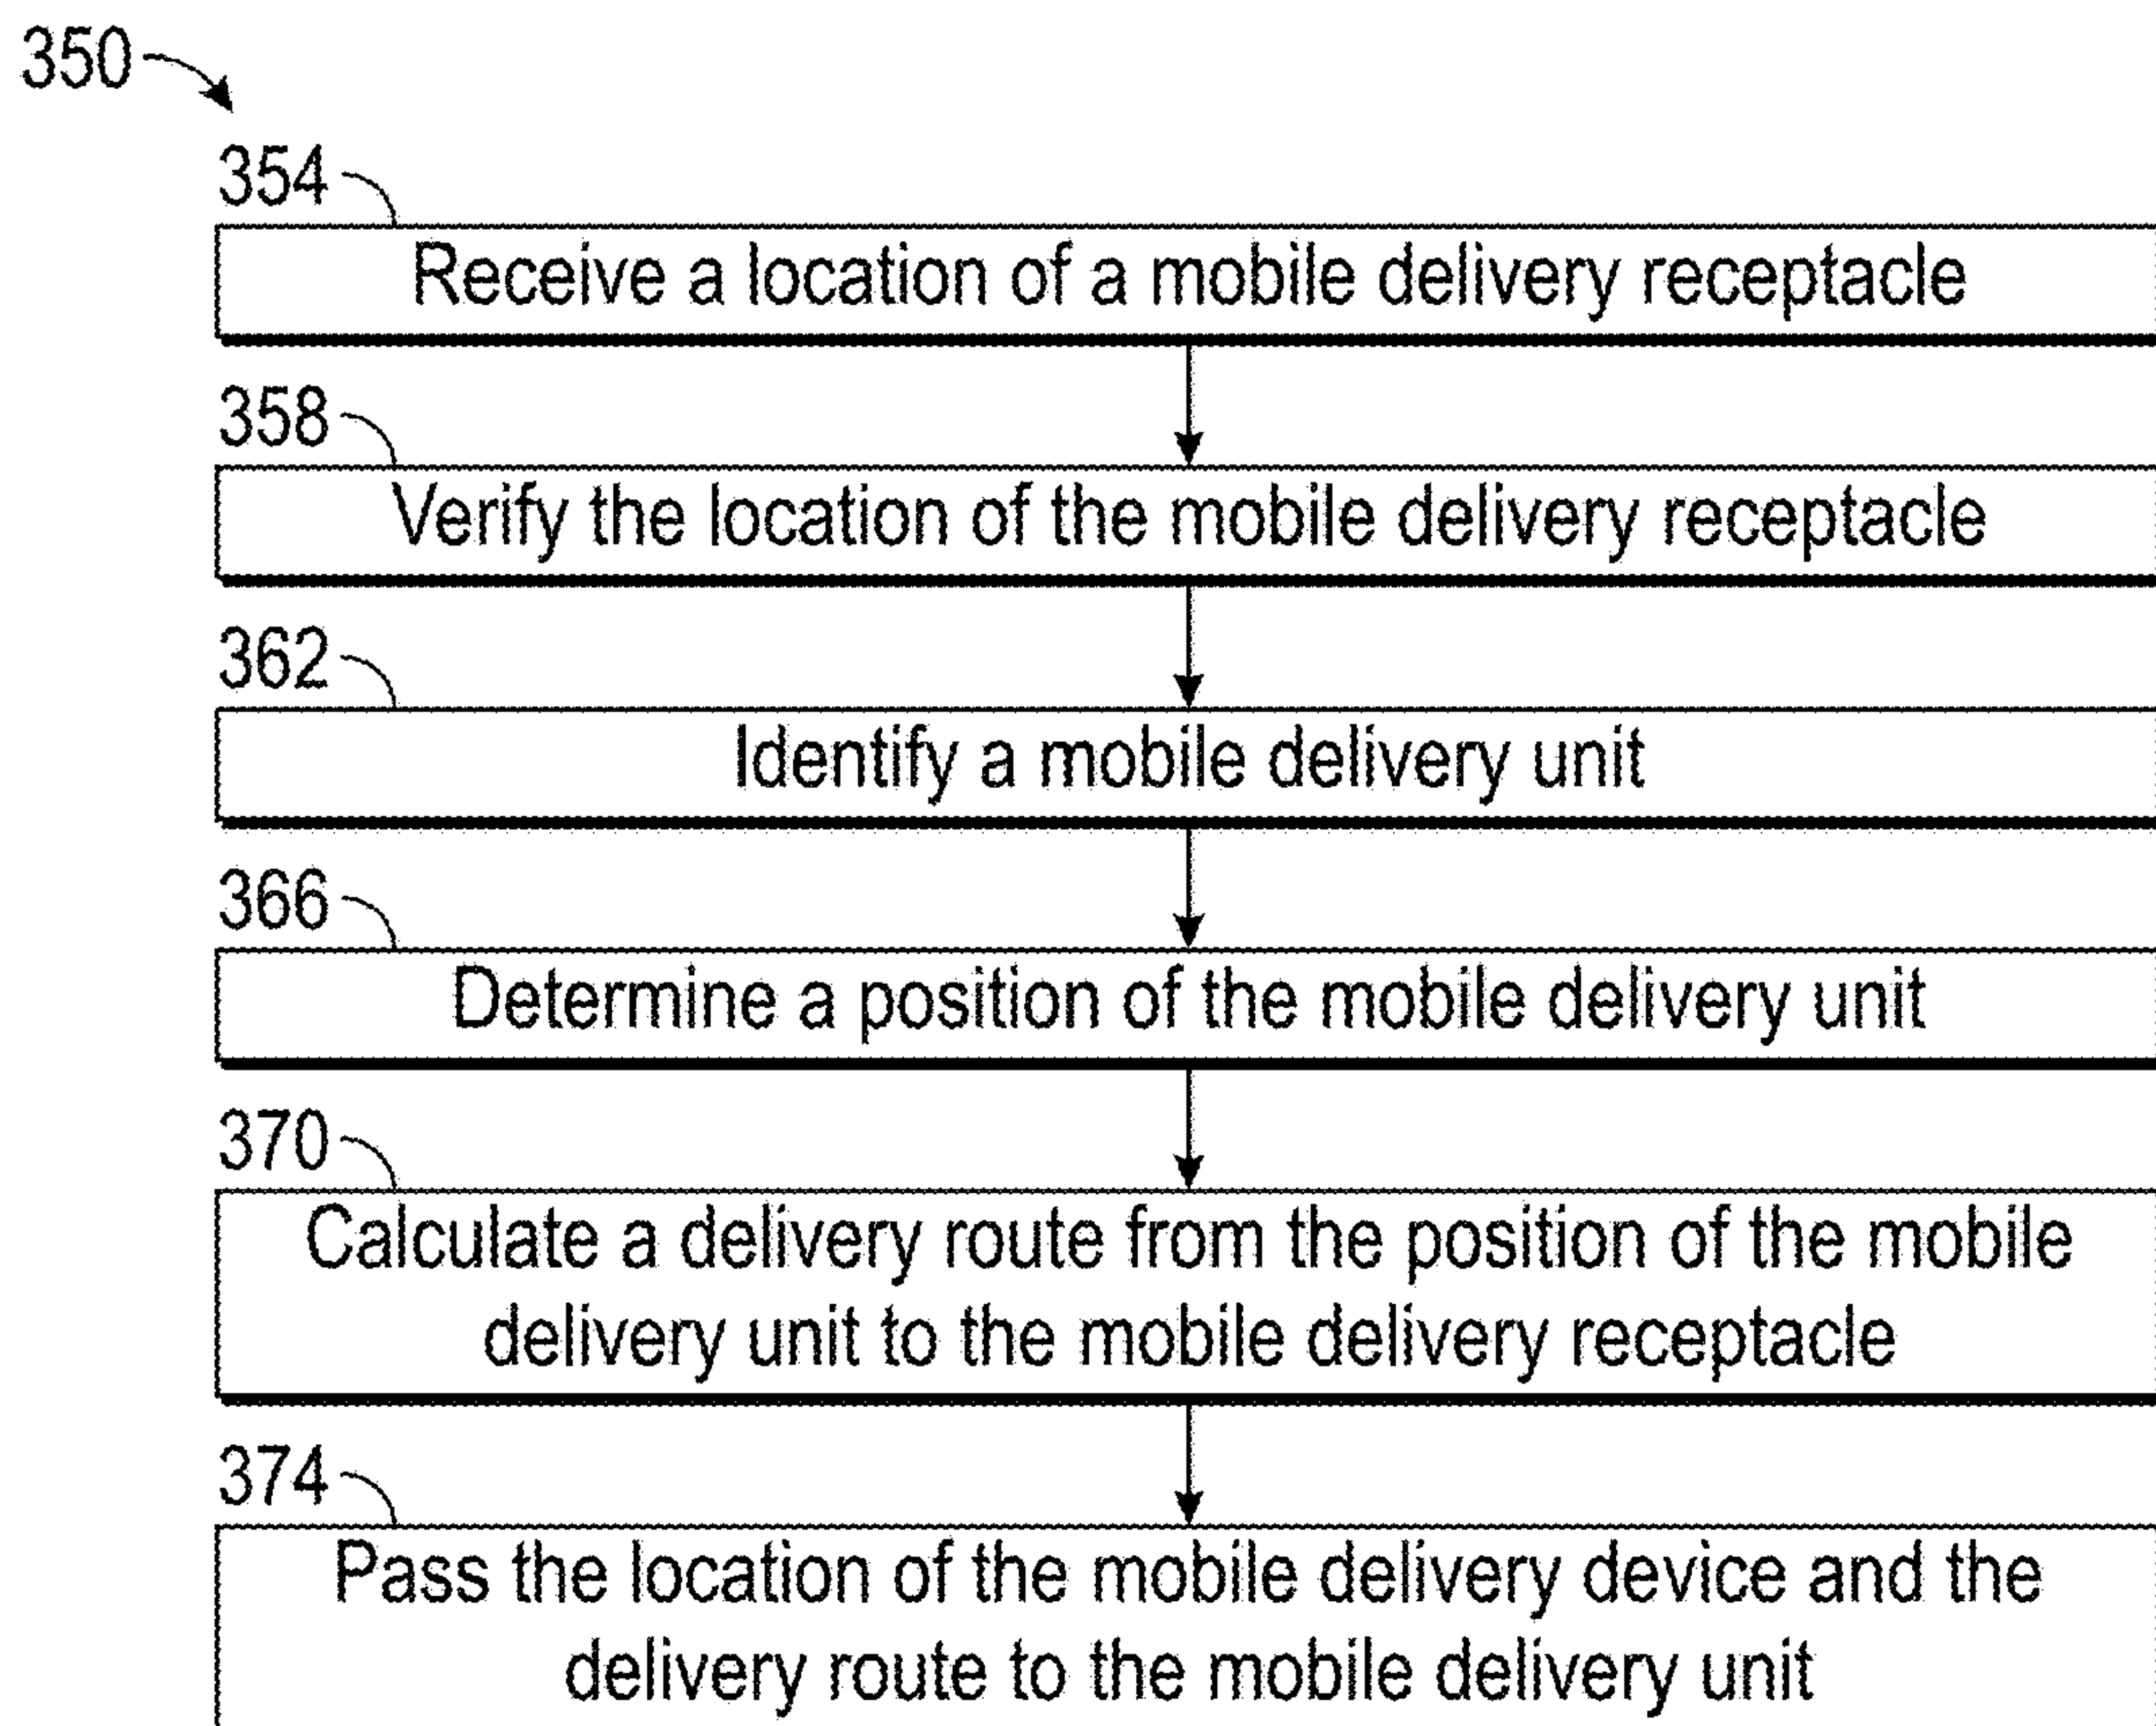 350
354
Receive a location of a mobile delivery receptacle
358
Verify the location of the mobile delivery receptacle
362
Identify a mobile delivery unit
366
Determine a position of the mobile delivery unit
370
Calculate a delivery route from the position of the mobile
delivery unit to the mobile delivery receptacle
374
Pass the location of the mobile delivery device and the
delivery route to the mobile delivery unit